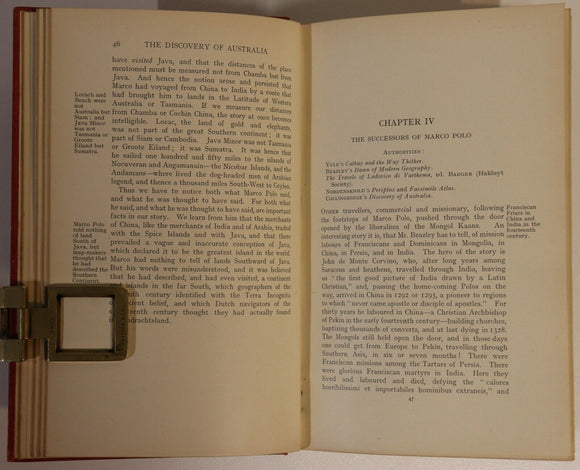 46 THE DISCOVERY OF AUSTRALIA
have visited Java, and that the distances of the place
mentioned must be measured not from Chamba but from
Java. And hence the notion arose and persisted that
Marco had voyaged from China to India by a route that
had brought him to lands in the Latitude of Western
Australia or Tasmania. If we measure our distances
from Chamba or Cochin China, the story at once becomes
intelligible. Locac, the land of gold and elephants,
was not part of the great Southern continent; it was
not part of Australia. Java Minor was not Tasmania
or Groote Eiland; it was Sumatra. It was hence that
he sailed one hundred and fifty miles to the islands of
Nocuveran and Angamanain—the Nicobar Islands, and the
Andamans—where lived the dog-headed men of Arabian
legend, and thence a thousand miles South-West to Ceylon.
Thus we have to notice both what Marco Polo said,
and what he was thought to have said. For both what
he said, and what he was thought to have said, are important
facts in our story. We learn from him that the merchants
of China, like the merchants of India and of Arabia, traded
with the Spice Islands and with Java, and that there
prevailed a vague and inaccurate conception of Java,
which declared it to be the greatest island in the world.
Marco had nothing to tell of lands Southward of Java.
But his words were misunderstood, and it was believed
that he had described, and had even visited, a continent
and islands in the far South, which geographers of the
enth century identified with the Terra Incognita
cient belief, and which Dutch navigators of the
nteenth century thought they had actually found
ndrachtsland.
Locach and
Beach were
not
Australia but
Siam; and
Java Minor
was not
Tasmania or
Groote
Eiland but
Sumatra.
Marco Polo
told nothing
of land
South of
Java, but
map-makers
thought that
he had
described the
Southern
Continent.
CHAPTER IV
THE SUCCESSORS OF MARCO POLO
AUTHORITIES:
YULE'S Cathay and the Way Thither.
BEAZLEY'S Dawn of Modern Geography.
The Travels of Ludovico di Varthema, ed. BADGER (Hakluyt
Society).
NORDENSKIOLD'S Periplus and Facsimile Atlas.
COLLINGRIDGE'S Discovery of Australia.
OTHER travellers, commercial and missionary, following
the footsteps of Marco Polo, pushed through the door
opened by the liberalism of the Mongol Kaans. An
interesting story it is, that Mr. Beazley has to tell, of mission
labours of Franciscans and Dominicans in Mongolia, in
China, in Persia, and in India. The hero of the story is
John de Monte Corvino, who, after long years among
Saracens and heathens, travelled through India, leaving
us "the first good picture of India drawn by a Latin
Christian," and, passing the home-coming Polos on the
way, arrived in China in 1292 or 1293, a pioneer to regions
to which "never came apostle or disciple of apostles." For
thirty years he laboured in China—a Christian Archbishop
of Pekin in the early fourteenth century—building churches,
baptizing thousands of converts, and at last dying in 1328.
The Mongols still held open the door, and in those days
one could get from Europe to Pekin, travelling through
Southern Asia, in six or seven months! There were
Franciscan missions among the Tartars of Persia. There
were glorious Franciscan martyrs in India. Here they
lived and laboured and died, defying the "calores
horribilissimi et importabiles hominibus extraneis," and
Franciscan
Friars in
China and
India in the
fourteenth
century.
47